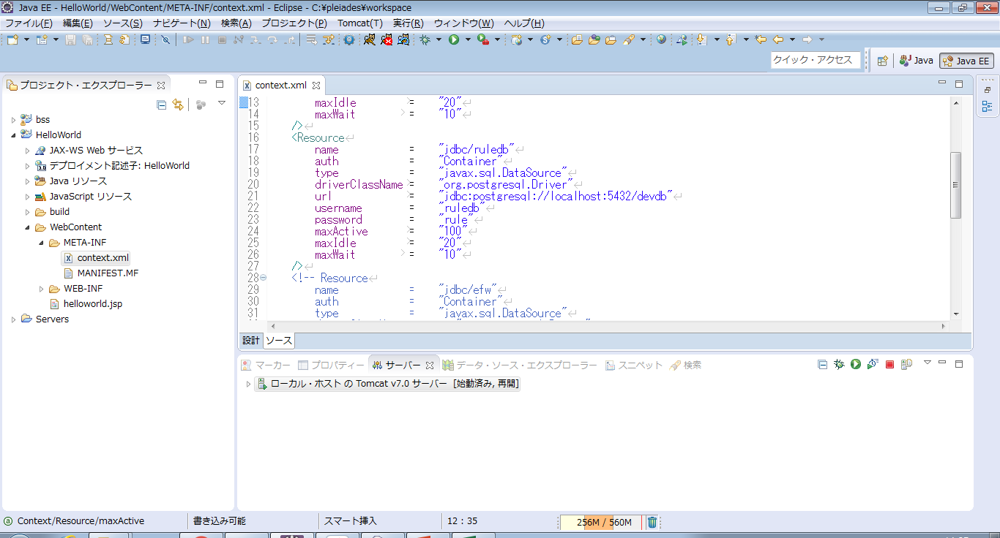 Java EE - HelloWorld/WebContent/META-INF/context.xml - Eclipse - C:¥pleiades¥workspace
ファイル(F) 編集(E) ソース(S) ナビゲート(N) 検索(A) プロジェクト(P) Tomcat(T) 実行(R) ウィンドウ(W) ヘルプ(H)
クイック・アクセス Java Java EE
プロジェクト・エクスプローラー
bss
HelloWorld
JAX-WS Web サービス
デプロイメント記述子: HelloWorld
Java リソース
JavaScript リソース
build
WebContent
META-INF
context.xml
MANIFEST.MF
WEB-INF
helloworld.jsp
Servers
context.xml
13 maxIdle = "20"
14 maxWait = "10"
15 />
16 <Resource
17 name = "jdbc/ruledb"
18 auth = "Container"
19 type = "javax.sql.DataSource"
20 driverClassName = "org.postgresql.Driver"
21 url = "jdbc:postgresql://localhost:5432/devdb"
22 username = "ruledb"
23 password = "rule"
24 maxActive = "100"
25 maxIdle = "20"
26 maxWait = "10"
27 />
28 <!-- Resource
29 name = "jdbc/efw"
30 auth = "Container"
31 type = "javax.sql.DataSource"
設計 ソース
マーカー プロパティー サーバー データ・ソース・エクスプローラー スニペット 検索
ローカル・ホスト の Tomcat v7.0 サーバー [始動済み, 再開]
Context/Resource/maxActive 書き込み可能 スマート挿入 12 : 35 256M / 560M